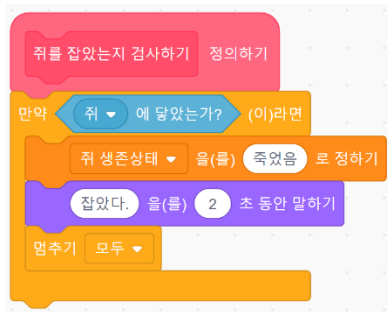 쥐를 잡았는지 검사하기 정의하기
만약 쥐 에 닿았는가? (이)라면
쥐 생존상태 을(를) 죽었음 로 정하기
잡았다. 을(를) 2 초 동안 말하기
멈추기 모두